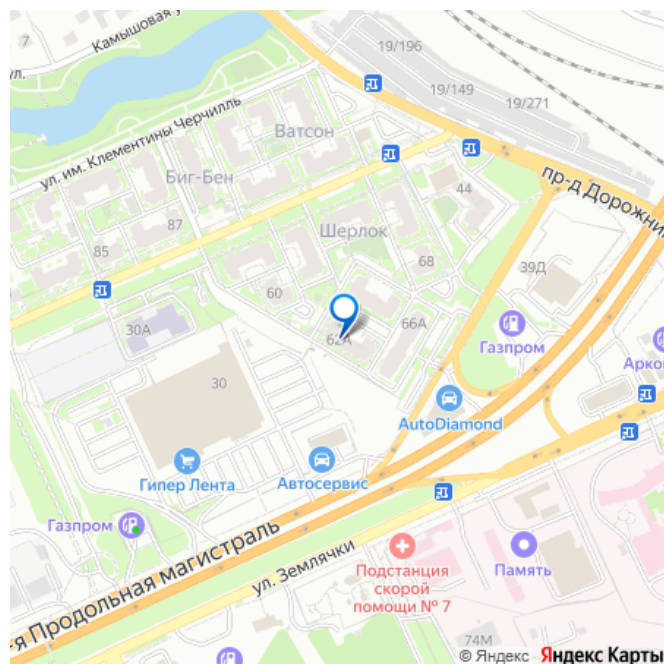 7
Камышовая у
ул.
19/196
19/149
19/271
ул. им. Клементины Черчилль
Ватсон
Биг-Бен
87
85
44
пр-д Дорожник
Шерлок
68
60
39Д
30А
62А
66А
Газпром
Арко
30
AutoDiamond
Гипер Лента
Автосервис
Газпром
-я Продольная магистраль
ул. Землячки
Подстанция
скорой
помощи № 7
Память
74М
© Яндекс Яндекс Карты